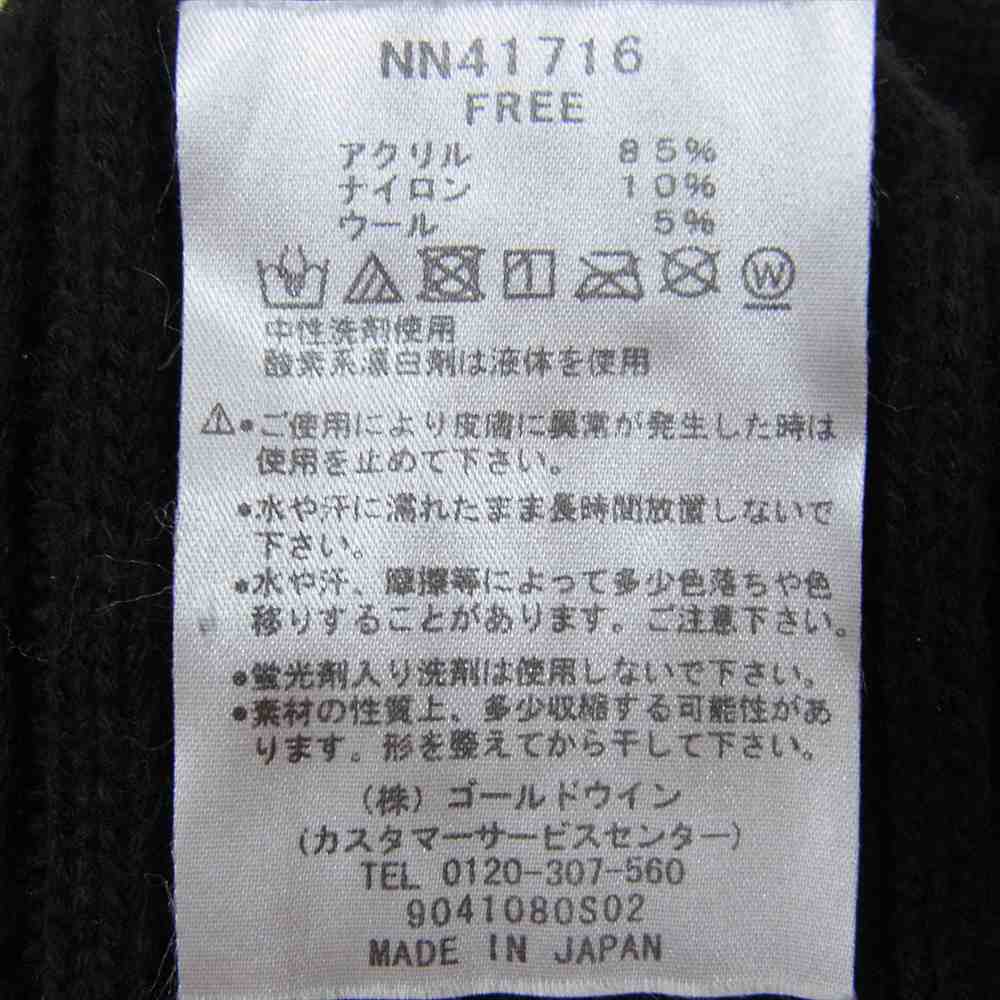 NN41716
FREE
アクリル 85%
ナイロン 10%
ウール 5%
1 W
中性洗剤使用
酸素系漂白剤は液体を使用
⚠●ご使用により皮膚に異常が発生した時は
使用を止めて下さい。
●水や汗に濡れたまま長時間放置しないで
下さい。
●水や汗、摩擦等によって多少色落ちや色
移りすることがあります。ご注意下さい。
●蛍光剤入り洗剤は使用しないで下さい。
●素材の性質上、多少収縮する可能性があ
ります。形を整えてから干して下さい。
(株)ゴールドウイン
(カスタマーサービスセンター)
TEL 0120-307-560
9041080S02
MADE IN JAPAN